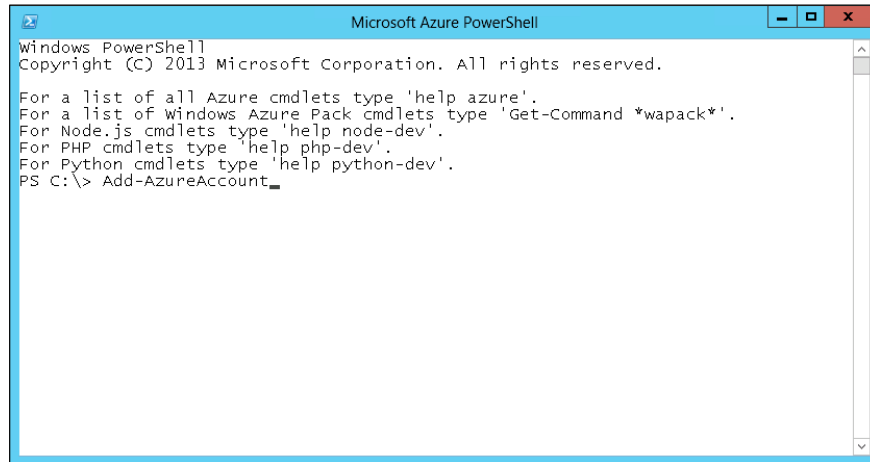 Microsoft Azure PowerShell
Windows PowerShell
Copyright (C) 2013 Microsoft Corporation. All rights reserved.
For a list of all Azure cmdlets type 'help azure'.
For a list of Windows Azure Pack cmdlets type 'Get-Command *wapack*'.
For Node.js cmdlets type 'help node-dev'.
For PHP cmdlets type 'help php-dev'.
For Python cmdlets type 'help python-dev'.
PS C:\> Add-AzureAccount